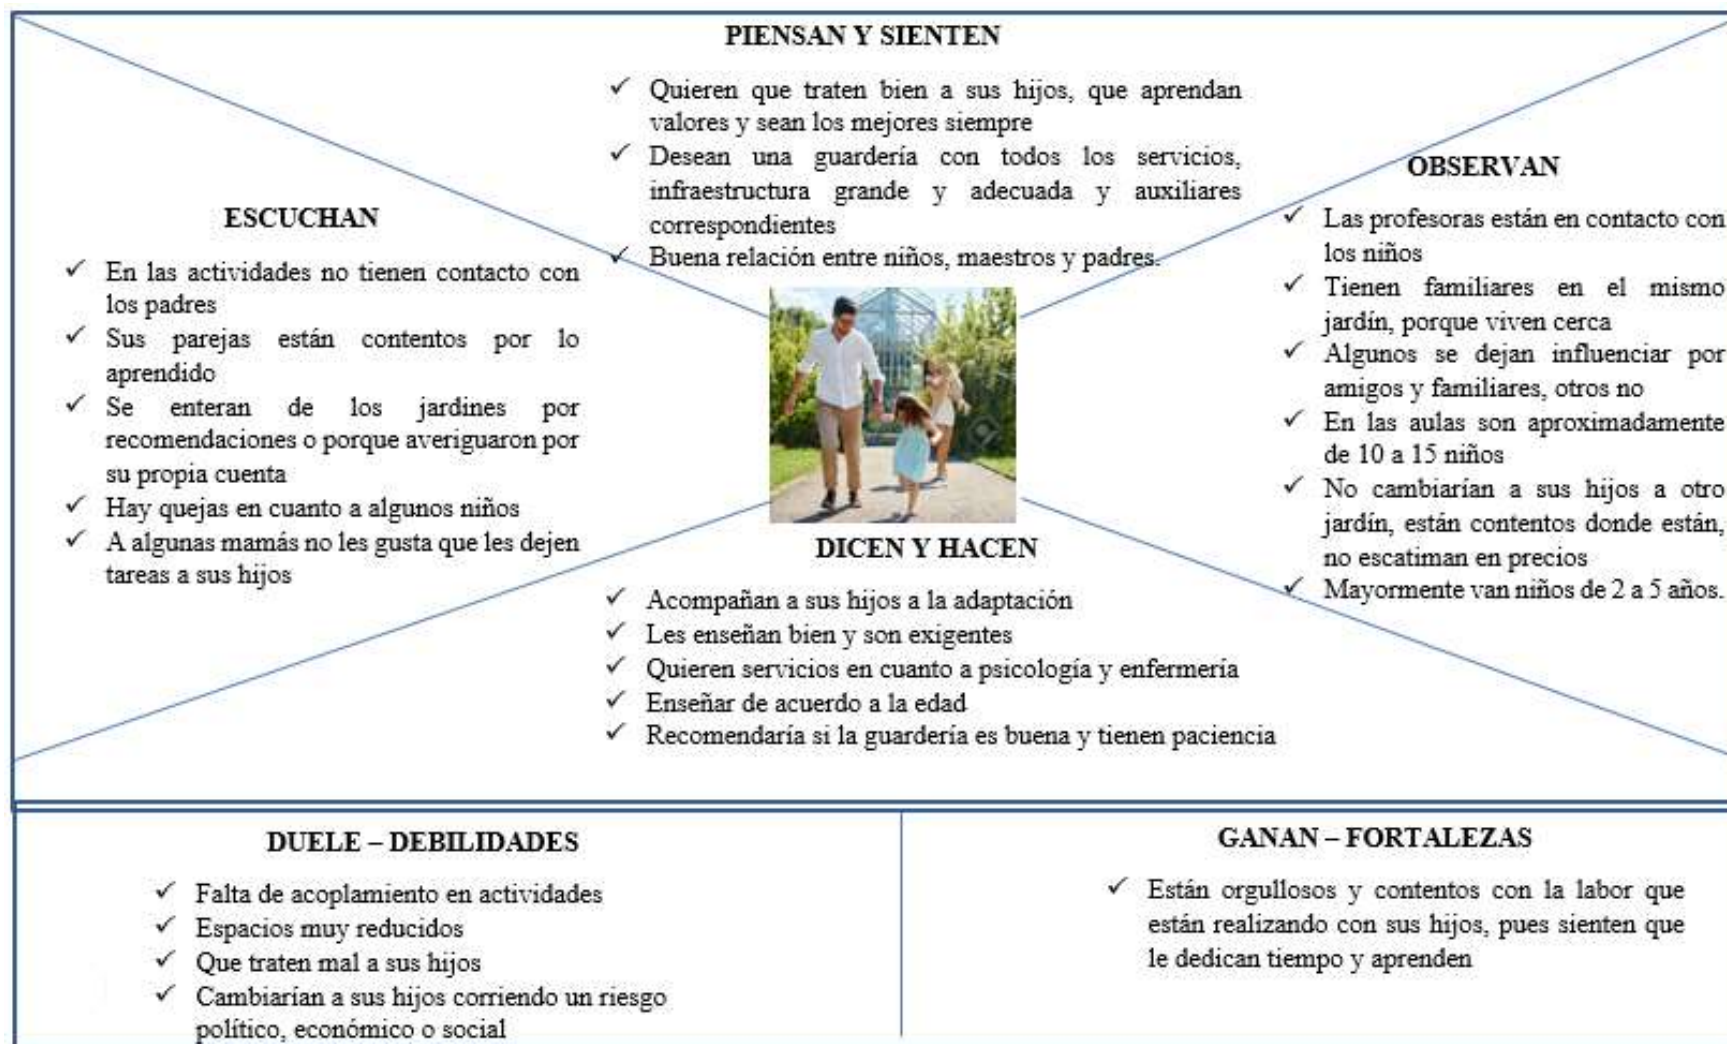 PIENSAN Y SIENTEN
✓ Quieren que traten bien a sus hijos, que aprendan
valores y sean los mejores siempre
✓ Desean una guardería con todos los servicios,
infraestructura grande y adecuada y auxiliares
correspondientes
✓ Buena relación entre niños, maestros y padres.
ESCUCHAN
✓ En las actividades no tienen contacto con
los padres
✓ Sus parejas están contentos por lo
aprendido
✓ Se enteran de los jardines por
recomendaciones o porque averiguaron por
su propia cuenta
✓ Hay quejas en cuanto a algunos niños
✓ A algunas mamás no les gusta que les dejen
tareas a sus hijos
OBSERVAN
✓ Las profesoras están en contacto con
los niños
✓ Tienen familiares en el mismo
jardín, porque viven cerca
✓ Algunos se dejan influenciar por
amigos y familiares, otros no
✓ En las aulas son aproximadamente
de 10 a 15 niños
✓ No cambiarían a sus hijos a otro
jardín, están contentos donde están,
no escatiman en precios
✓ Mayormente van niños de 2 a 5 años.
DICEN Y HACEN
✓ Acompañan a sus hijos a la adaptación
✓ Les enseñan bien y son exigentes
✓ Quieren servicios en cuanto a psicología y enfermería
✓ Enseñar de acuerdo a la edad
✓ Recomendaría si la guardería es buena y tienen paciencia
DUELE – DEBILIDADES
✓ Falta de acoplamiento en actividades
✓ Espacios muy reducidos
✓ Que traten mal a sus hijos
✓ Cambiarían a sus hijos corriendo un riesgo
político, económico o social
GANAN – FORTALEZAS
✓ Están orgullosos y contentos con la labor que
están realizando con sus hijos, pues sienten que
le dedican tiempo y aprenden